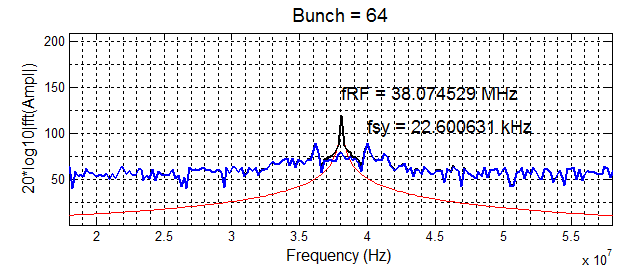 Bunch = 64
200
150
100
50
fRF = 38.074529 MHz
fsy = 22.600631 kHz
20*log10|fft(Ampl|)
2 2.5 3 3.5 4 4.5 5 5.5
Frequency (Hz)
x 10^7